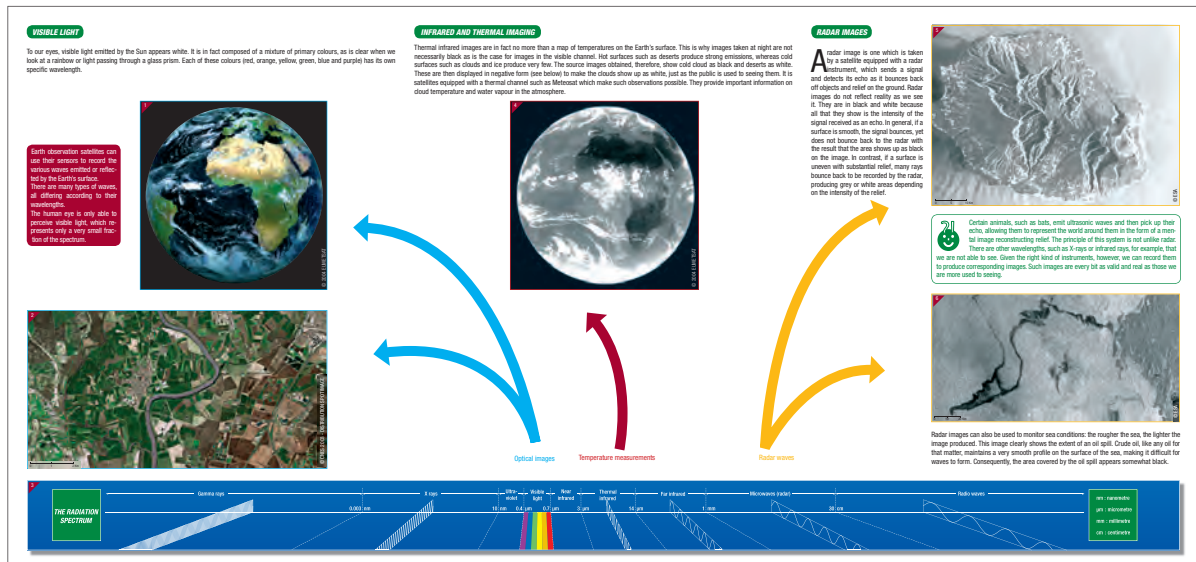 VISIBLE LIGHT
To our eyes, visible light emitted by the Sun appears white. It is in fact composed of a mixture of primary colours, as is clear when we
look at a rainbow or light passing through a glass prism. Each of these colours (red, orange, yellow, green, blue and purple) has its own
specific wavelength.
1
Earth observation satellites can
use their sensors to record the
various waves emitted or reflec-
ted by the Earth's surface.
There are many types of waves,
all differing according to their
wavelengths.
The human eye is only able to
perceive visible light, which re-
presents only a very small frac-
tion of the spectrum.
© 2004 EUMETSAT
2
INFRARED AND THERMAL IMAGING
Thermal infrared images are in fact no more than a map of temperatures on the Earth's surface. This is why images taken at night are not
necessarily black as is the case for images in the visible channel. Hot surfaces such as deserts produce strong emissions, whereas cold
surfaces such as clouds and ice produce very few. The source images obtained, therefore, show cold cloud as black and deserts as white.
These are then displayed in negative form (see below) to make the clouds show up as white, just as the public is used to seeing them. It is
satellites equipped with a thermal channel such as Meteosat which make such observations possible. They provide important information on
cloud temperature and water vapour in the atmosphere.
4
© 2004 EUMETSAT
RADAR IMAGES
A radar image is one which is taken
by a satellite equipped with a radar
instrument, which sends a signal
and detects its echo as it bounces back
off objects and relief on the ground. Radar
images do not reflect reality as we see
it. They are in black and white because
all that they show is the intensity of the
signal received as an echo. In general, if a
surface is smooth, the signal bounces, yet
does not bounce back to the radar with
the result that the area shows up as black
on the image. In contrast, if a surface is
uneven with substantial relief, many rays
bounce back to be recorded by the radar,
producing grey or white areas depending
on the intensity of the relief.
5
© ESA
Certain animals, such as bats, emit ultrasonic waves and then pick up their
echo, allowing them to represent the world around them in the form of a men-
tal image reconstructing relief. The principle of this system is not unlike radar.
There are other wavelengths, such as X-rays or infrared rays, for example, that
we are not able to see. Given the right kind of instruments, however, we can record them
to produce corresponding images. Such images are every bit as valid and real as those we
are more used to seeing.
6
© ESA
Radar images can also be used to monitor sea conditions: the rougher the sea, the lighter the
image produced. This image clearly shows the extent of an oil spill. Crude oil, like any oil for
that matter, maintains a very smooth profile on the surface of the sea, making it difficult for
waves to form. Consequently, the area covered by the oil spill appears somewhat black.
Optical images
Temperature measurements
Radar waves
3
THE RADIATION
SPECTRUM
Gamma rays
X rays
Ultra-
violet
Visible
light
Near
infrared
Thermal
infrared
Far infrared
Microwaves (radar)
Radio waves
0.003 nm
10 nm
0.4 µm
0.7 µm
3 µm
14 µm
1 mm
30 cm
nm : nanometre
µm : micrometre
mm : millimetre
cm : centimetre